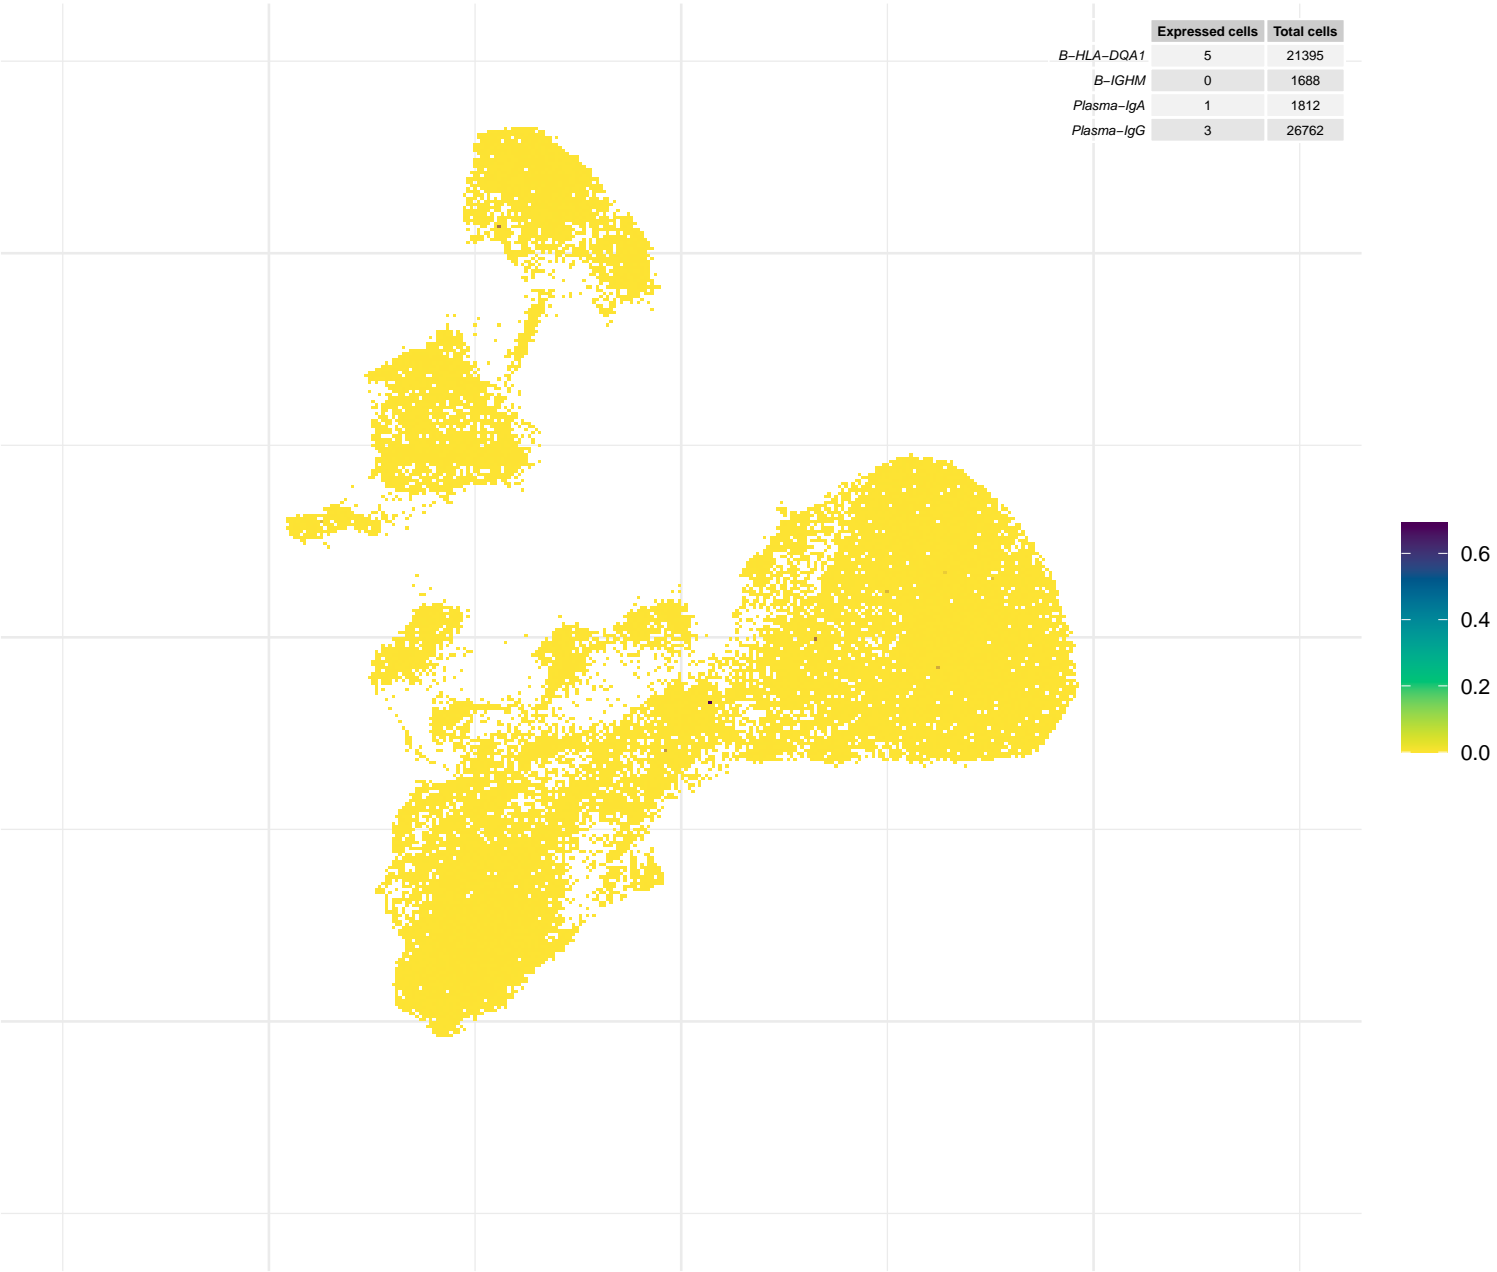 Expressed cells Total cells
B−HLA−DQA1 5 21395
B−IGHM 0 1688
Plasma−IgA 1 1812
Plasma−IgG 3 26762
0.6
0.4
0.2
0.0